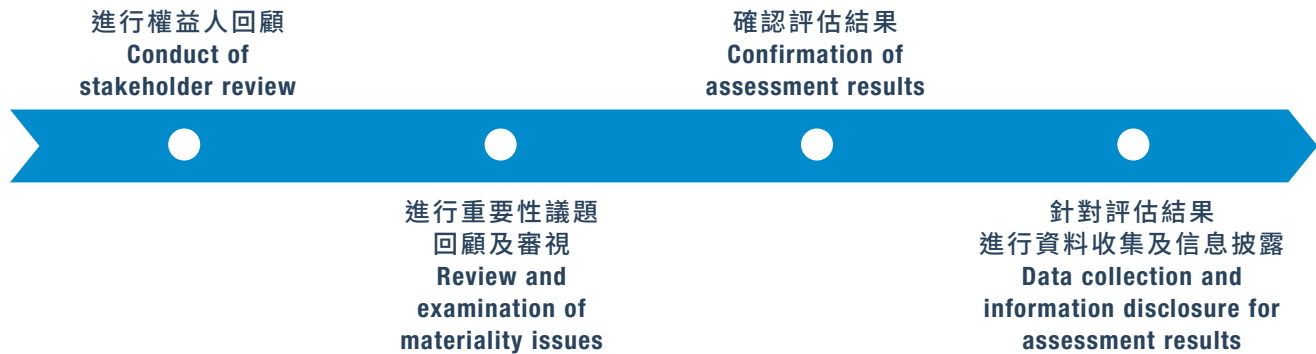 進行權益人回顧
Conduct of
stakeholder review
進行重要性議題
回顧及審視
Review and
examination of
materiality issues
確認評估結果
Confirmation of
assessment results
針對評估結果
進行資料收集及信息披露
Data collection and
information disclosure for
assessment results